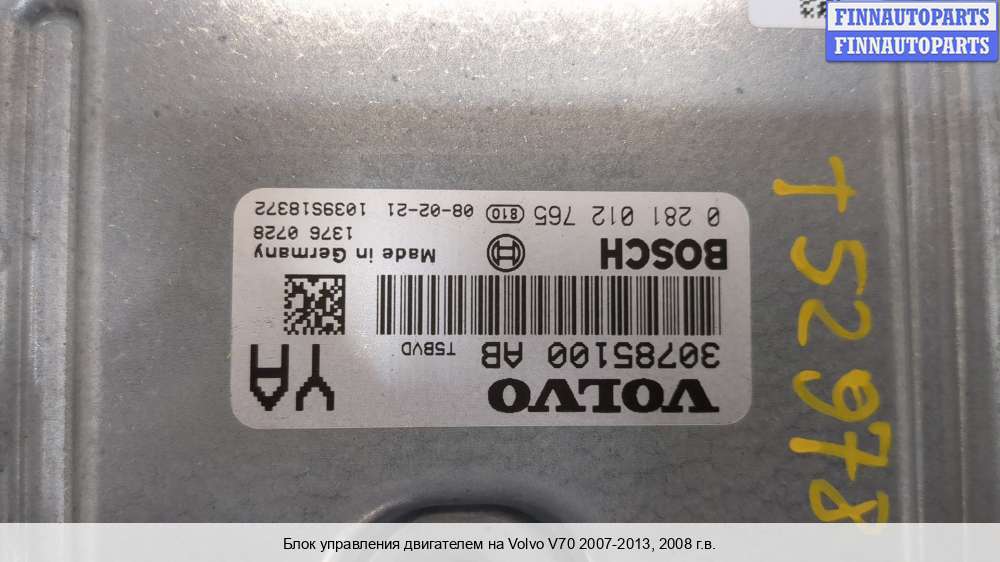 FINNAUTOPARTS
FINNAUTOPARTS
VOLVO
30785100 AB
T5BVD
YA
BOSCH
Made in Germany
1376 0728
0 281 012 765
810
08-02-21 1039S18372
T52978
Блок управления двигателем на Volvo V70 2007-2013, 2008 г.в.